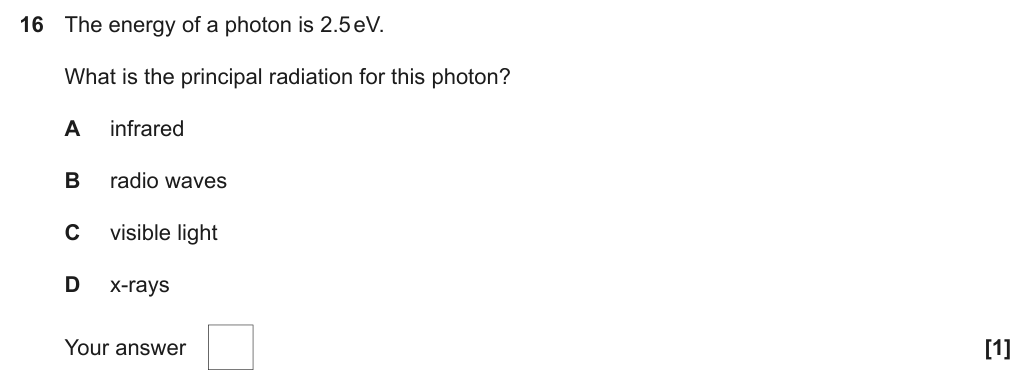 16 The energy of a photon is 2.5 eV.
What is the principal radiation for this photon?
A infrared
B radio waves
C visible light
D x-rays
Your answer [1]